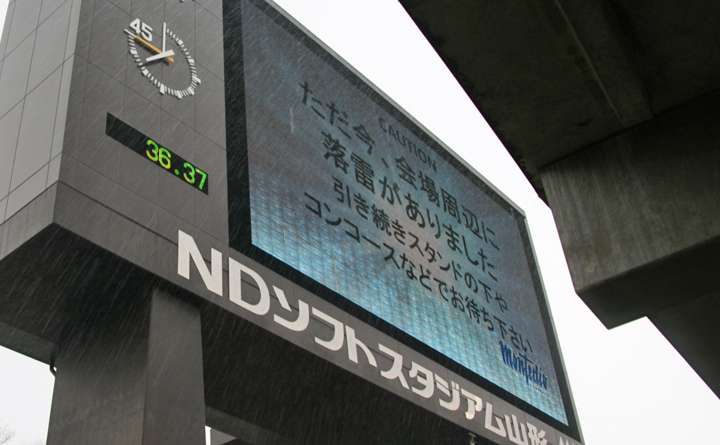 45
36.37
CAUTION
ただ今、会場周辺に
落雷がありました
引き続きスタンドの下や
コンコースなどでお待ち下さい
Montedio
NDソフトスタジアム山形